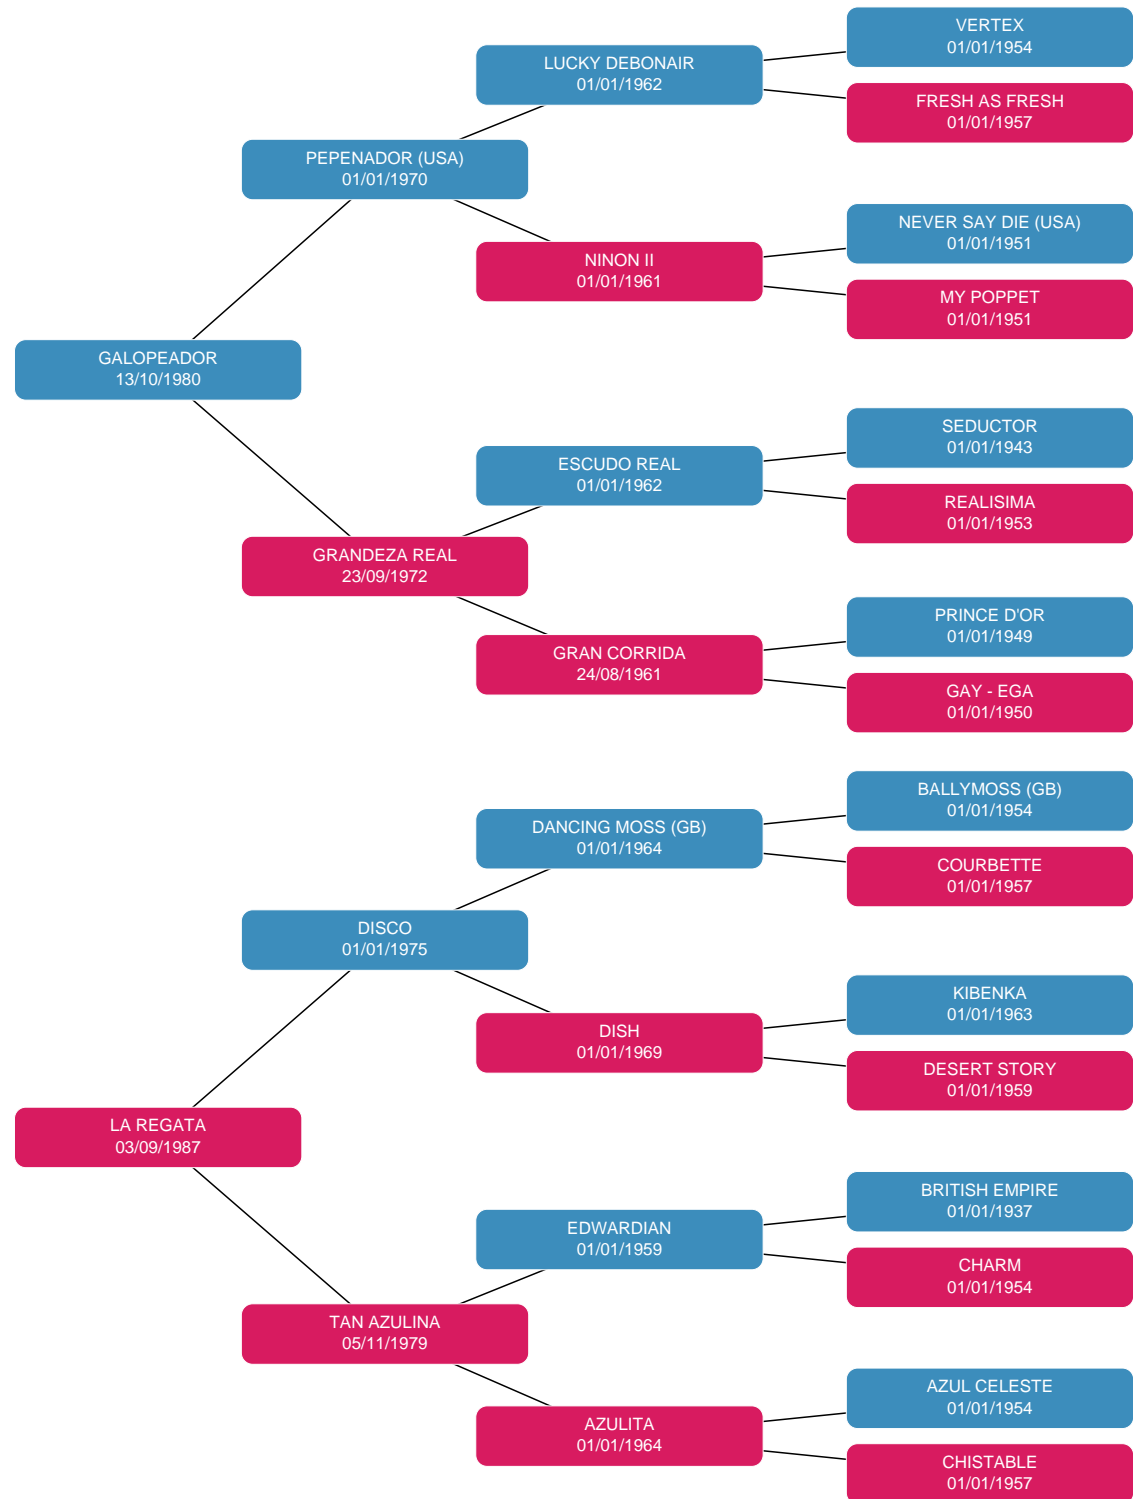 VERTEX
01/01/1954
LUCKY DEBONAIR
01/01/1962
FRESH AS FRESH
01/01/1957
PEPENADOR (USA)
01/01/1970
NEVER SAY DIE (USA)
01/01/1951
NINON II
01/01/1961
MY POPPET
01/01/1951
GALOPEADOR
13/10/1980
SEDUCTOR
01/01/1943
ESCUDO REAL
01/01/1962
REALISIMA
01/01/1953
GRANDEZA REAL
23/09/1972
PRINCE D'OR
01/01/1949
GRAN CORRIDA
24/08/1961
GAY - EGA
01/01/1950
BALLYMOSS (GB)
01/01/1954
DANCING MOSS (GB)
01/01/1964
COURBETTE
01/01/1957
DISCO
01/01/1975
KIBENKA
01/01/1963
DISH
01/01/1969
DESERT STORY
01/01/1959
LA REGATA
03/09/1987
BRITISH EMPIRE
01/01/1937
EDWARDIAN
01/01/1959
CHARM
01/01/1954
TAN AZULINA
05/11/1979
AZUL CELESTE
01/01/1954
AZULITA
01/01/1964
CHISTABLE
01/01/1957